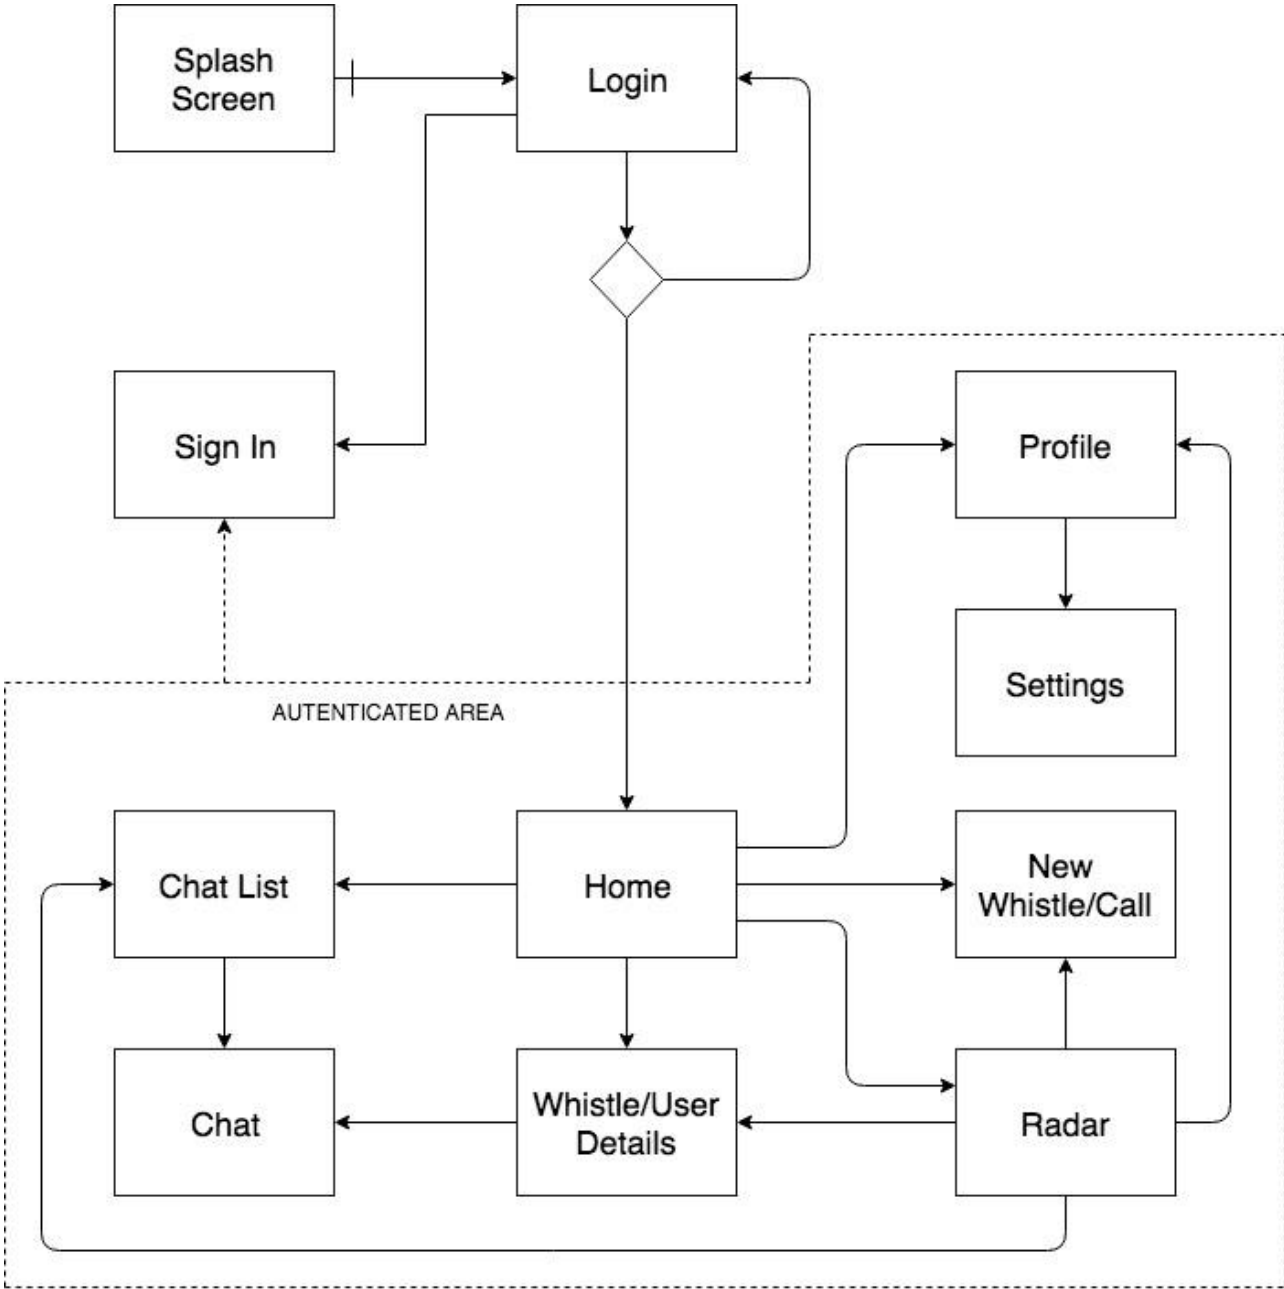 Splash
Screen
Login
Sign In
Profile
Settings
AUTENTICATED AREA
Chat List
Home
New
Whistle/Call
Chat
Whistle/User
Details
Radar